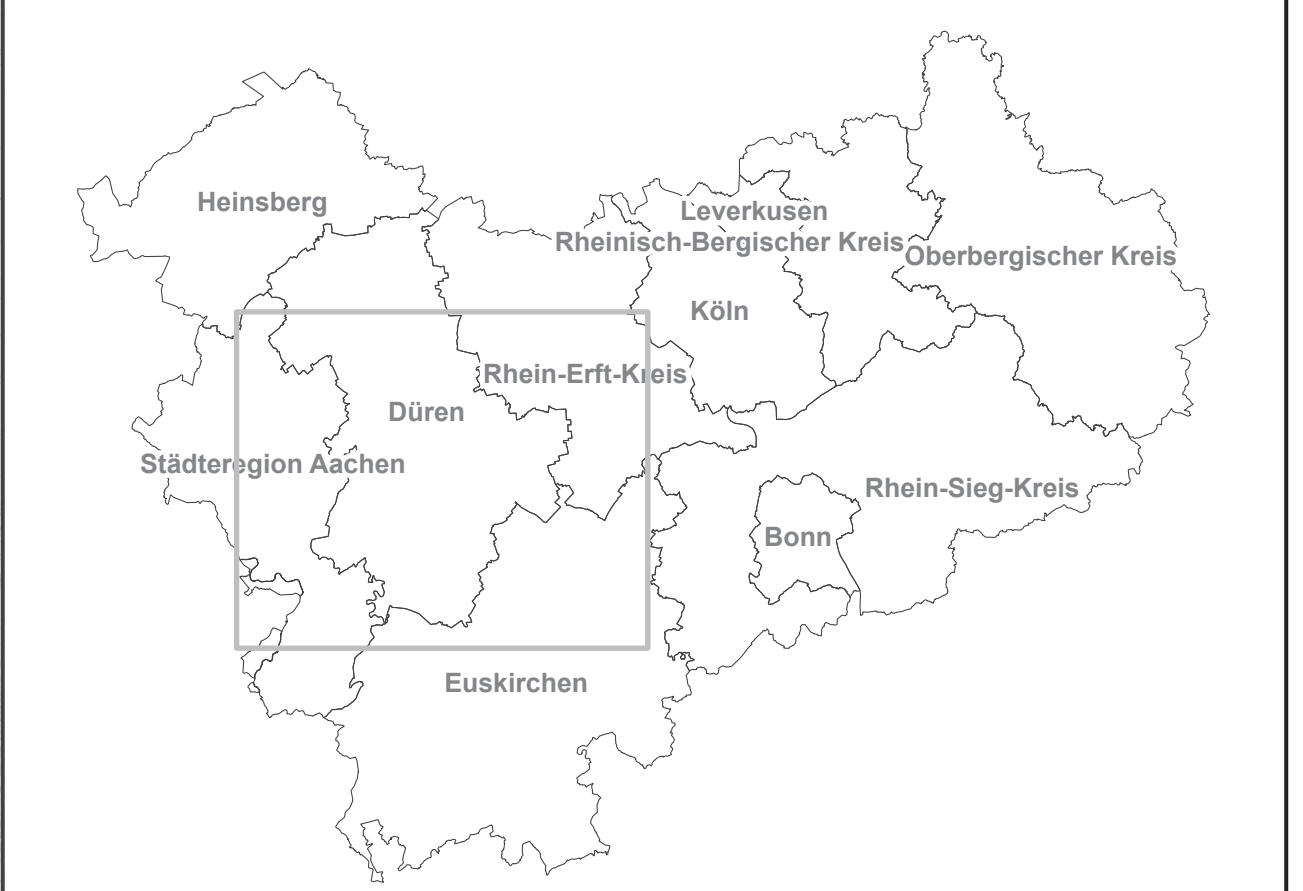 Heinsberg
Leverkusen
Rheinisch-Bergischer Kreis
Oberbergischer Kreis
Köln
Rhein-Erft-Kreis
Düren
Städteregion Aachen
Rhein-Sieg-Kreis
Bonn
Euskirchen